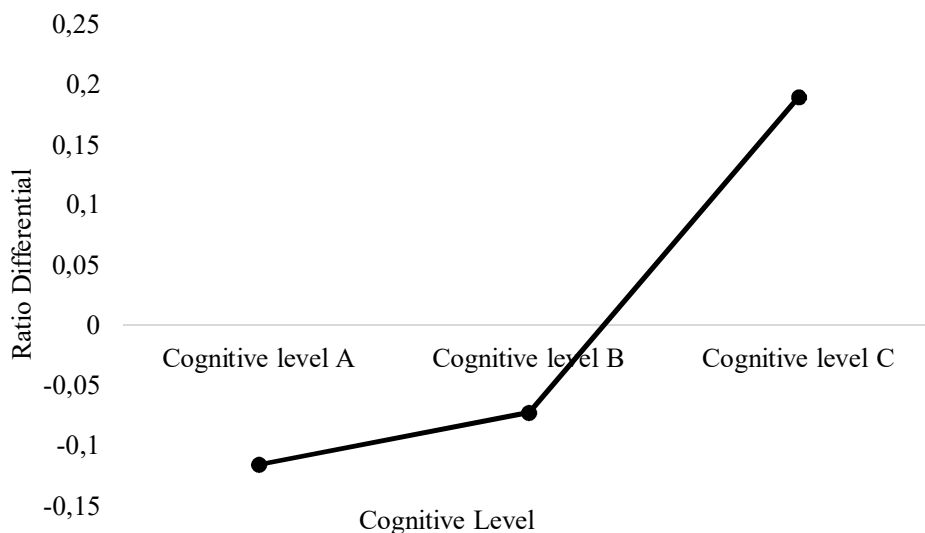 0,25
0,2
0,15
0,1
0,05
0
-0,05
-0,1
-0,15
Ratio Differential
Cognitive level A
Cognitive level B
Cognitive level C
Cognitive Level